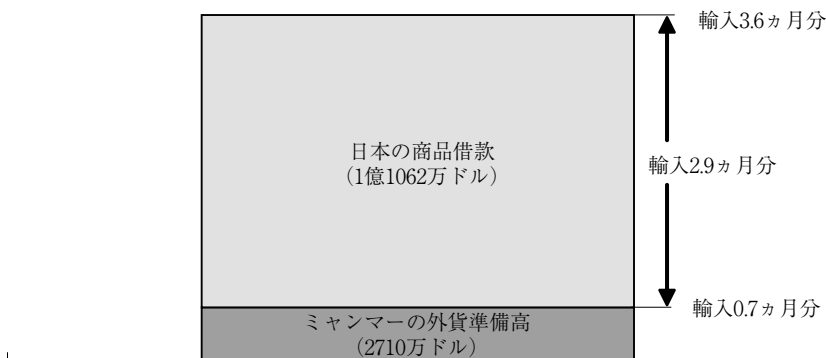 輸入3.6ヵ月分
日本の商品借款
（1億1062万ドル）
輸入2.9ヵ月分
輸入0.7ヵ月分
ミャンマーの外貨準備高
（2710万ドル）